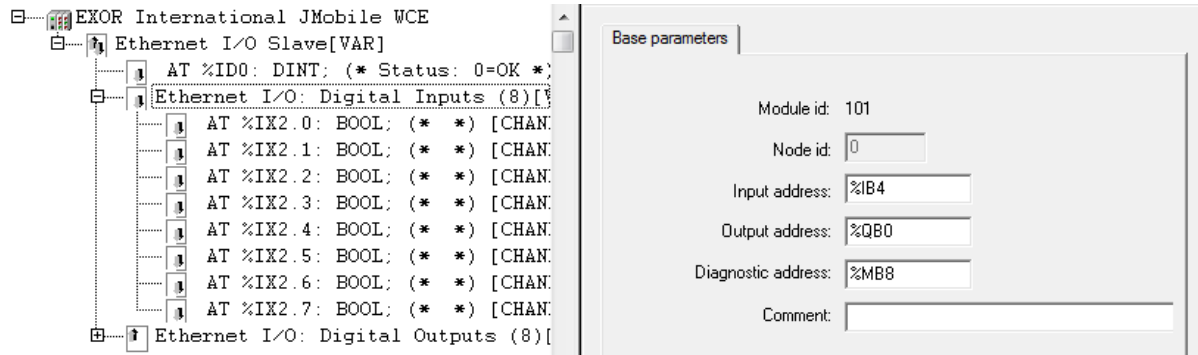 EXOR International JMobile WCE
Ethernet I/O Slave[VAR]
AT %ID0: DINT; (* Status: 0=OK *)
Ethernet I/O: Digital Inputs (8)[
AT %IX2.0: BOOL; (* *) [CHAN
AT %IX2.1: BOOL; (* *) [CHAN
AT %IX2.2: BOOL; (* *) [CHAN
AT %IX2.3: BOOL; (* *) [CHAN
AT %IX2.4: BOOL; (* *) [CHAN
AT %IX2.5: BOOL; (* *) [CHAN
AT %IX2.6: BOOL; (* *) [CHAN
AT %IX2.7: BOOL; (* *) [CHAN
Ethernet I/O: Digital Outputs (8)[
Base parameters
Module id: 101
Node id: 0
Input address: %IB4
Output address: %QB0
Diagnostic address: %MB8
Comment: